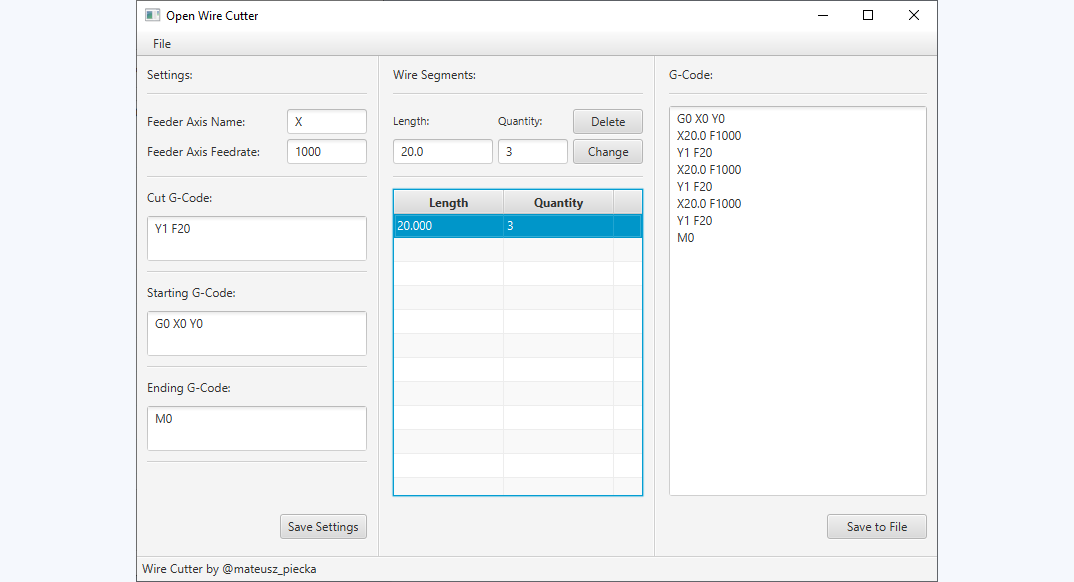 Open Wire Cutter
File
Settings:
Feeder Axis Name: X
Feeder Axis Feedrate: 1000
Cut G-Code:
Y1 F20
Starting G-Code:
G0 X0 Y0
Ending G-Code:
M0
Save Settings
Wire Segments:
Length: Quantity: Delete
20.0 3 Change
Length Quantity
20.000 3
G-Code:
G0 X0 Y0
X20.0 F1000
Y1 F20
X20.0 F1000
Y1 F20
X20.0 F1000
Y1 F20
M0
Save to File
Wire Cutter by @mateusz_piecka